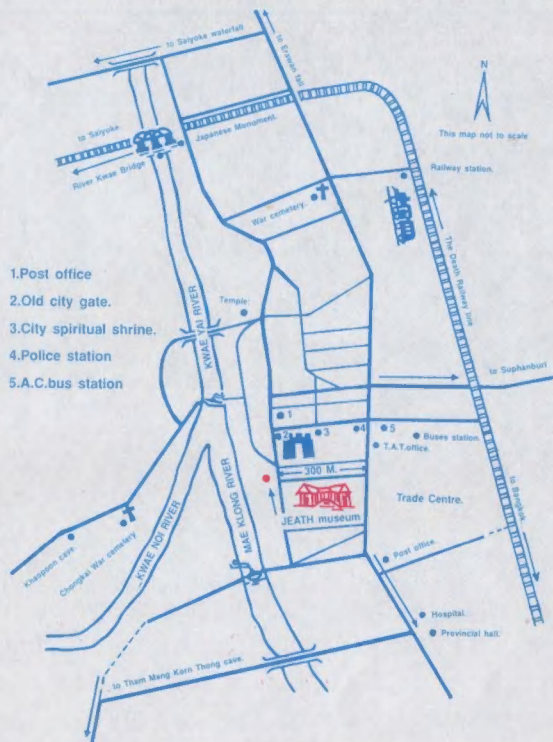 to Saiyoke waterfall
to Erawan fall
N
This map not to scale
to Saiyoke.
Japanese Monument.
River Kwae Bridge
Railway station.
War cemetery.
The Death Railway line
1.Post office
2.Old city gate.
3.City spiritual shrine.
4.Police station
5.A.C.bus station
KWAE YAI RIVER
Temple.
to Suphanburi
1
2
3
4
5
Buses station.
T.A.T.office.
300 M.
JEATH museum
Trade Centre.
to Bangkok
MAE KLONG RIVER
KWAE NOI RIVER
Khaopoon cave.
Chongkai War cemetery
Post office.
Hospital.
Provincial hall.
to Tham Mang Korn Thong cave.